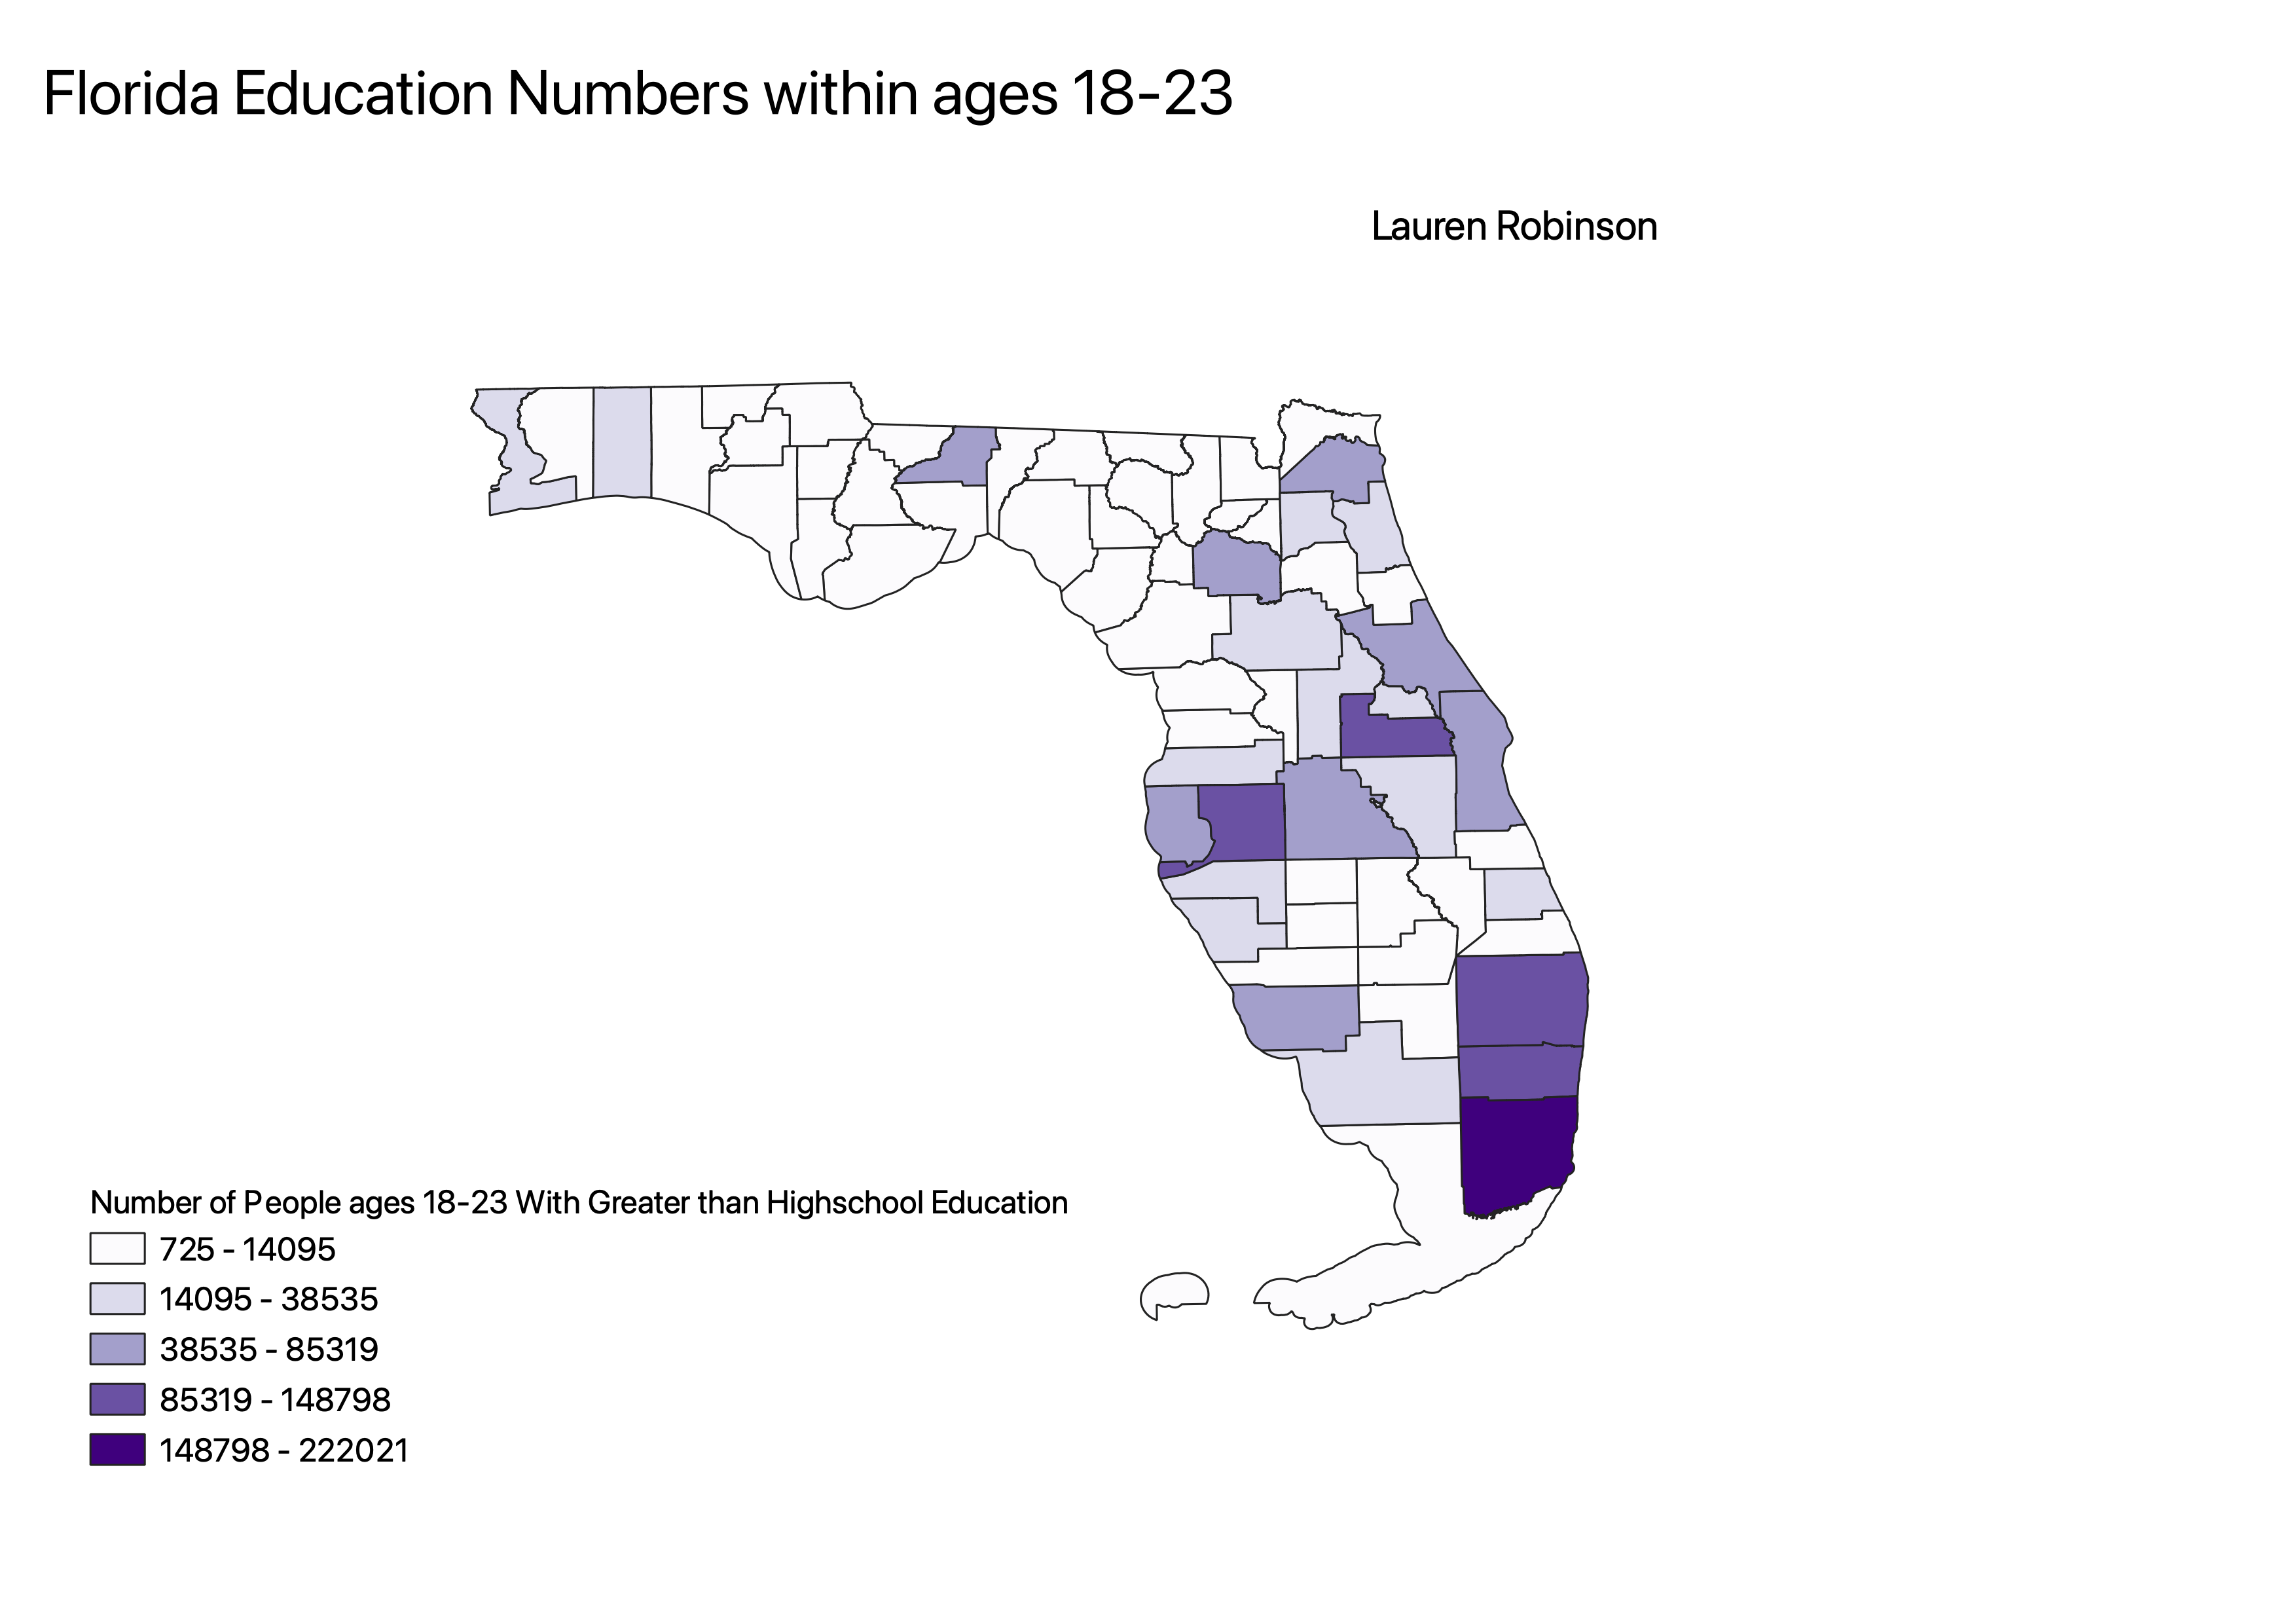 Florida Education Numbers within ages 18-23
Lauren Robinson
Number of People ages 18-23 With Greater than Highschool Education
725 - 14095
14095 - 38535
38535 - 85319
85319 - 148798
148798 - 222021